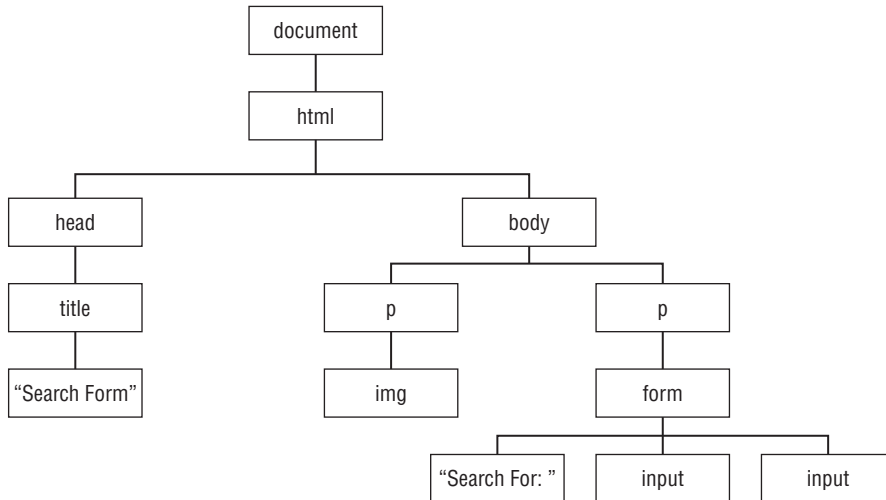 document
html
head
body
title
p
p
“Search Form”
img
form
“Search For: ”
input
input